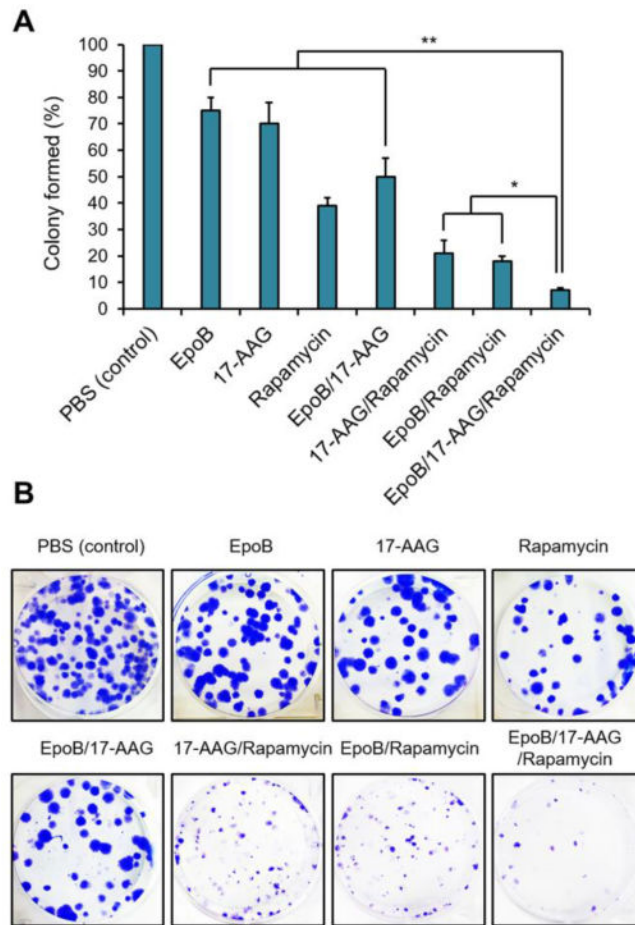 A
**
*
Colony formed (%)
100
90
80
70
60
50
40
30
20
10
0
PBS (control)
EpoB
17-AAG
Rapamycin
EpoB/17-AAG
17-AAG/Rapamycin
EpoB/Rapamycin
EpoB/17-AAG/Rapamycin
B
PBS (control)
EpoB
17-AAG
Rapamycin
EpoB/17-AAG
17-AAG/Rapamycin
EpoB/Rapamycin
EpoB/17-AAG
/Rapamycin